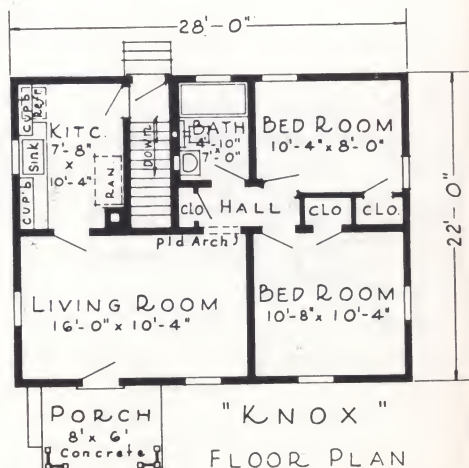 28'-0"
CUP'D
Refr.
Sink
CUP'D
KITC.
7'-8"
x
10'-4"
RAN
DOWN
BATH
4'-10"
x
7'-0"
BED ROOM
10'-4" x 8'-0"
22'-0"
CLO
HALL
CLO
CLO.
Pld Arch
LIVING ROOM
16'-0" x 10'-4"
BED ROOM
10'-8" x 10'-4"
PORCH
8' x 6'
Concrete
"KNOX"
FLOOR PLAN